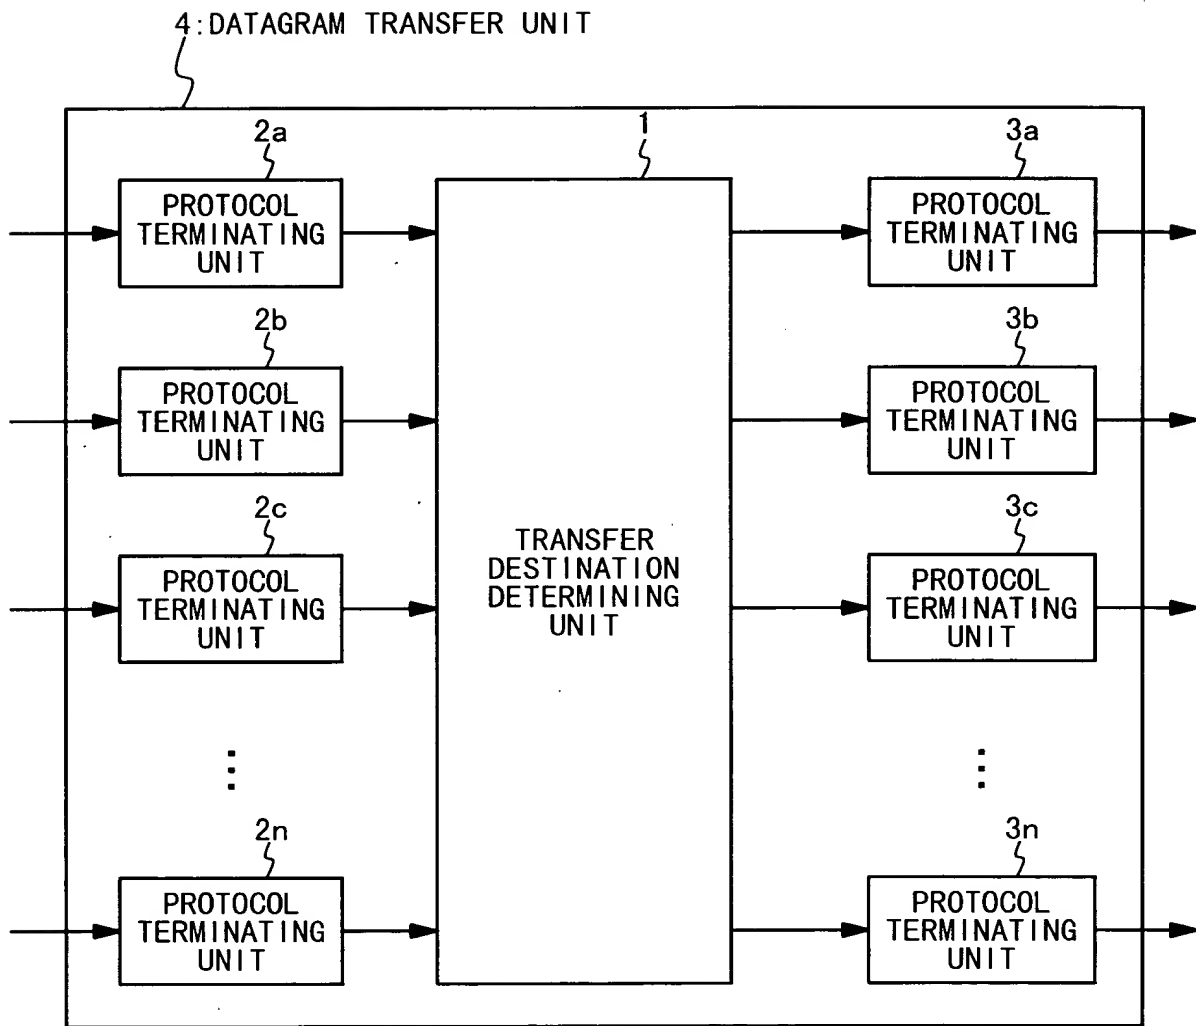 4:DATAGRAM TRANSFER UNIT
2a
1
3a
PROTOCOL
TERMINATING
UNIT
PROTOCOL
TERMINATING
UNIT
2b
3b
PROTOCOL
TERMINATING
UNIT
PROTOCOL
TERMINATING
UNIT
2c
3c
PROTOCOL
TERMINATING
UNIT
TRANSFER
DESTINATION
DETERMINING
UNIT
PROTOCOL
TERMINATING
UNIT
2n
3n
PROTOCOL
TERMINATING
UNIT
PROTOCOL
TERMINATING
UNIT